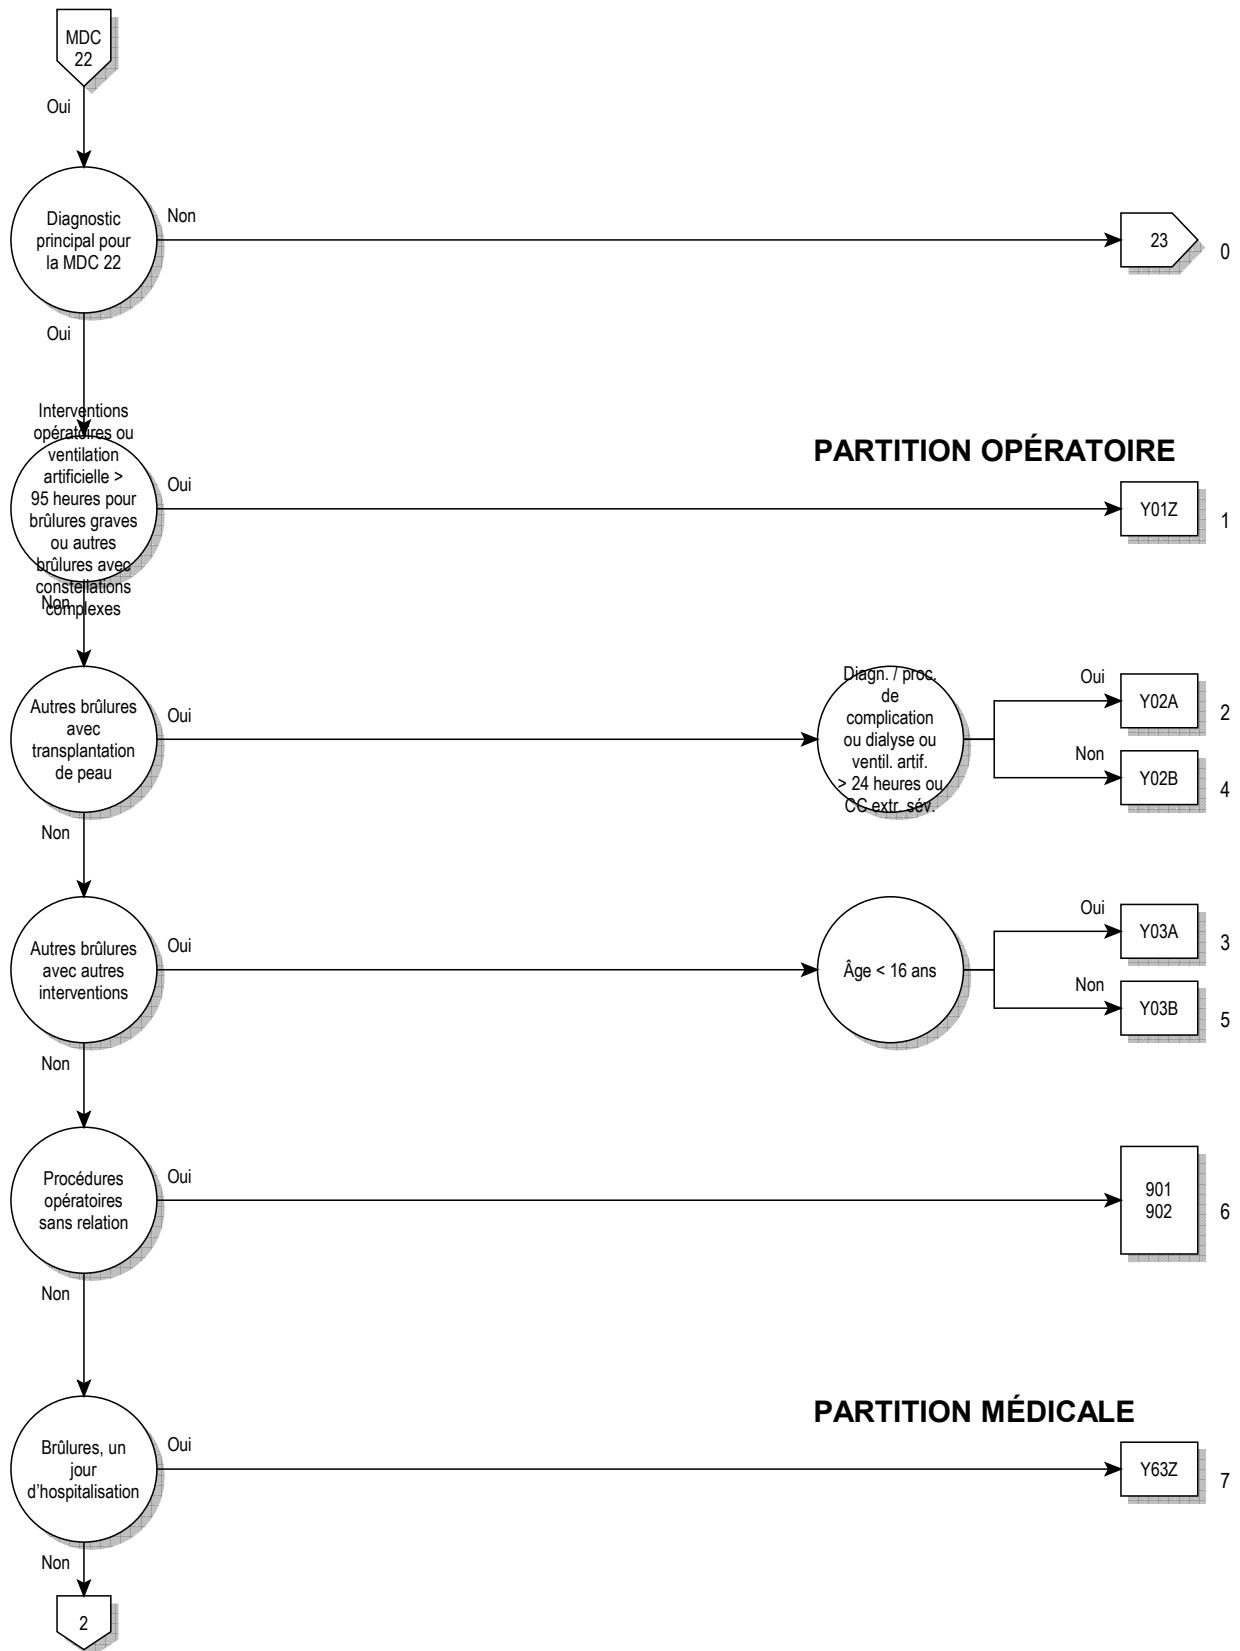 MDC
22
Oui
Diagnostic
principal pour
la MDC 22
Non
23
0
Oui
Interventions
opératoires ou
ventilation
artificielle >
95 heures pour
brûlures graves
ou autres
brûlures avec
constellations
complexes
Oui
PARTITION OPÉRATOIRE
Y01Z
1
Non
Autres brûlures
avec
transplantation
de peau
Oui
Diagn. / proc.
de
complication
ou dialyse ou
ventil. artif.
> 24 heures ou
CC extr. sév.
Oui
Y02A
2
Non
Y02B
4
Non
Autres brûlures
avec autres
interventions
Oui
Âge < 16 ans
Oui
Y03A
3
Non
Y03B
5
Non
Procédures
opératoires
sans relation
Oui
901
902
6
Non
PARTITION MÉDICALE
Brûlures, un
jour
d'hospitalisation
Oui
Y63Z
7
Non
2